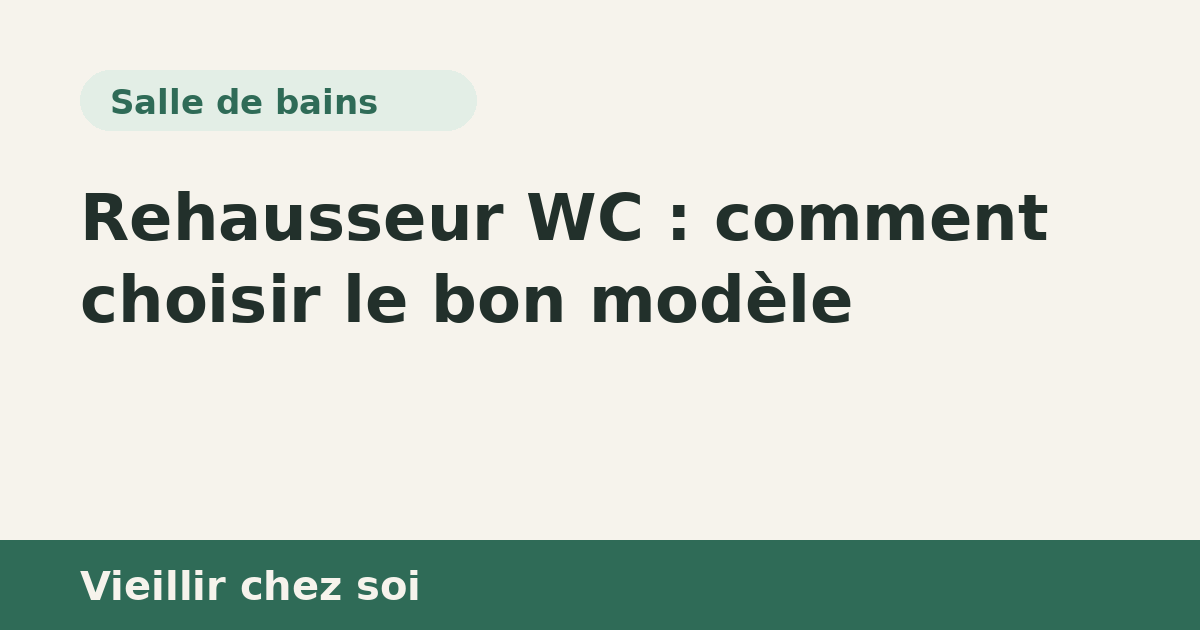 Salle de bains
Rehausseur WC : comment
choisir le bon modèle
Vieillir chez soi